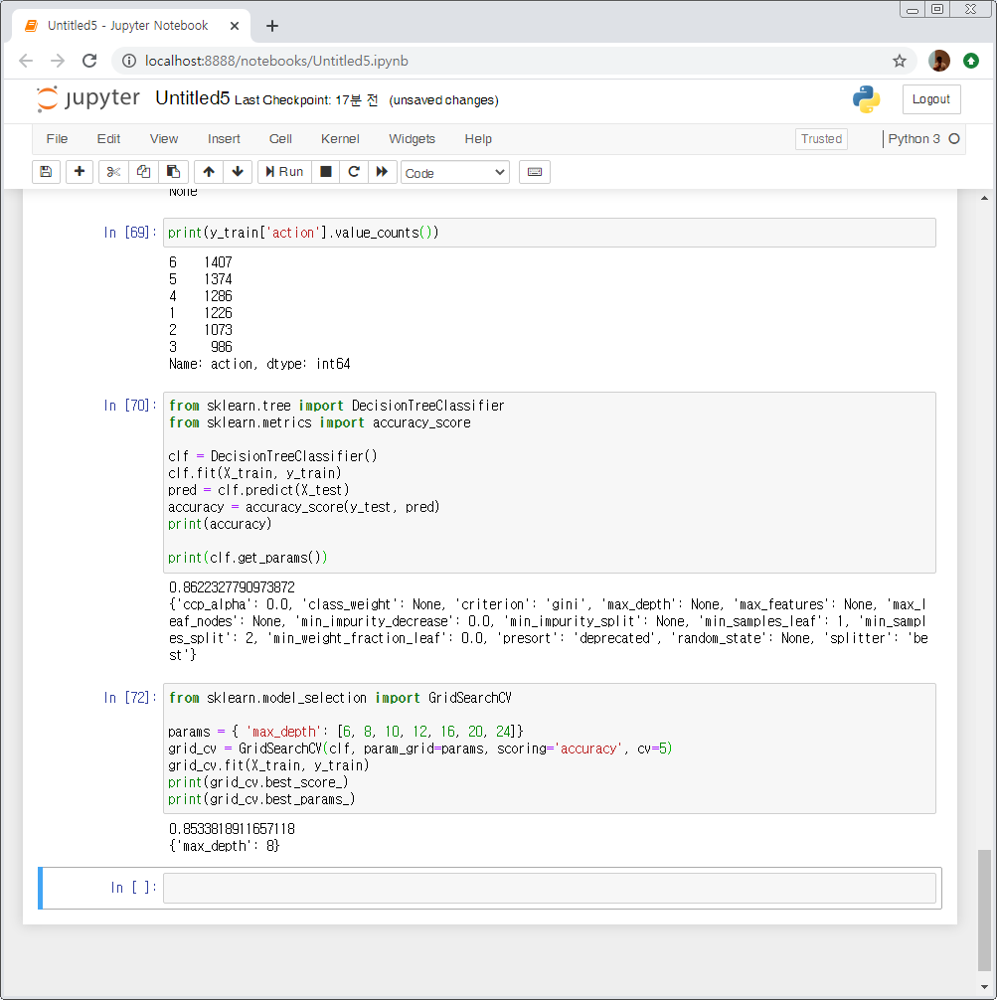 Untitled5 - Jupyter Notebook
localhost:8888/notebooks/Untitled5.ipynb
jupyter Untitled5 Last Checkpoint: 17분 전 (unsaved changes) Logout
File Edit View Insert Cell Kernel Widgets Help Trusted Python 3
Run Code
None
In [69]: print(y_train['action'].value_counts())
6 1407
5 1374
4 1286
1 1226
2 1073
3 986
Name: action, dtype: int64
In [70]: from sklearn.tree import DecisionTreeClassifier
from sklearn.metrics import accuracy_score
clf = DecisionTreeClassifier()
clf.fit(X_train, y_train)
pred = clf.predict(X_test)
accuracy = accuracy_score(y_test, pred)
print(accuracy)
print(clf.get_params())
0.8622327790973872
{'ccp_alpha': 0.0, 'class_weight': None, 'criterion': 'gini', 'max_depth': None, 'max_features': None, 'max_l
eaf_nodes': None, 'min_impurity_decrease': 0.0, 'min_impurity_split': None, 'min_samples_leaf': 1, 'min_sampl
es_split': 2, 'min_weight_fraction_leaf': 0.0, 'presort': 'deprecated', 'random_state': None, 'splitter': 'be
st'}
In [72]: from sklearn.model_selection import GridSearchCV
params = { 'max_depth': [6, 8, 10, 12, 16, 20, 24]}
grid_cv = GridSearchCV(clf, param_grid=params, scoring='accuracy', cv=5)
grid_cv.fit(X_train, y_train)
print(grid_cv.best_score_)
print(grid_cv.best_params_)
0.8533818911657118
{'max_depth': 8}
In [ ]: